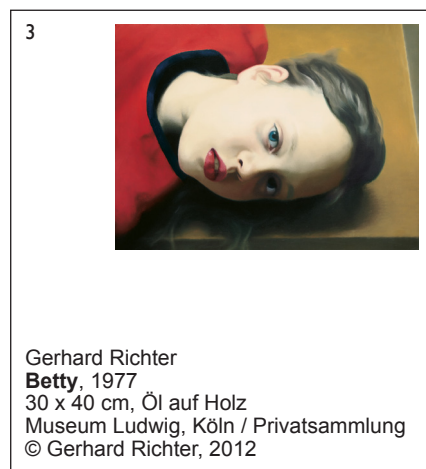 3
Gerhard Richter
Betty, 1977
30 x 40 cm, Öl auf Holz
Museum Ludwig, Köln / Privatsammlung
© Gerhard Richter, 2012